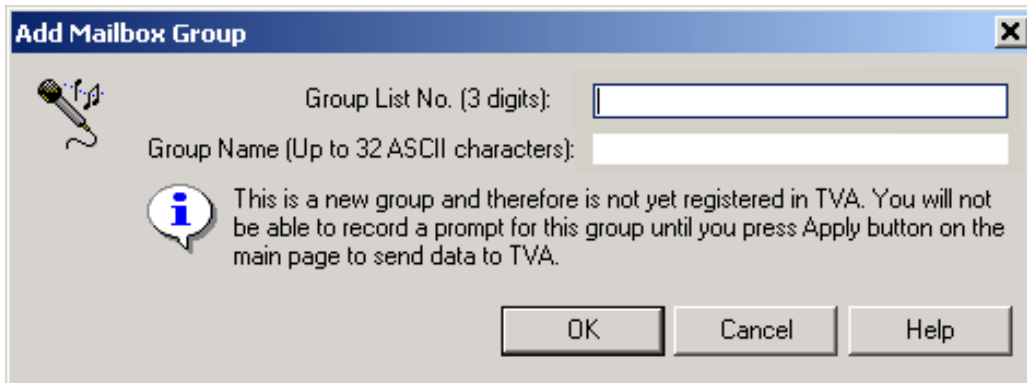 Add Mailbox Group
Group List No. (3 digits):
Group Name (Up to 32 ASCII characters):
This is a new group and therefore is not yet registered in TVA. You will not
be able to record a prompt for this group until you press Apply button on the
main page to send data to TVA.
OK Cancel Help